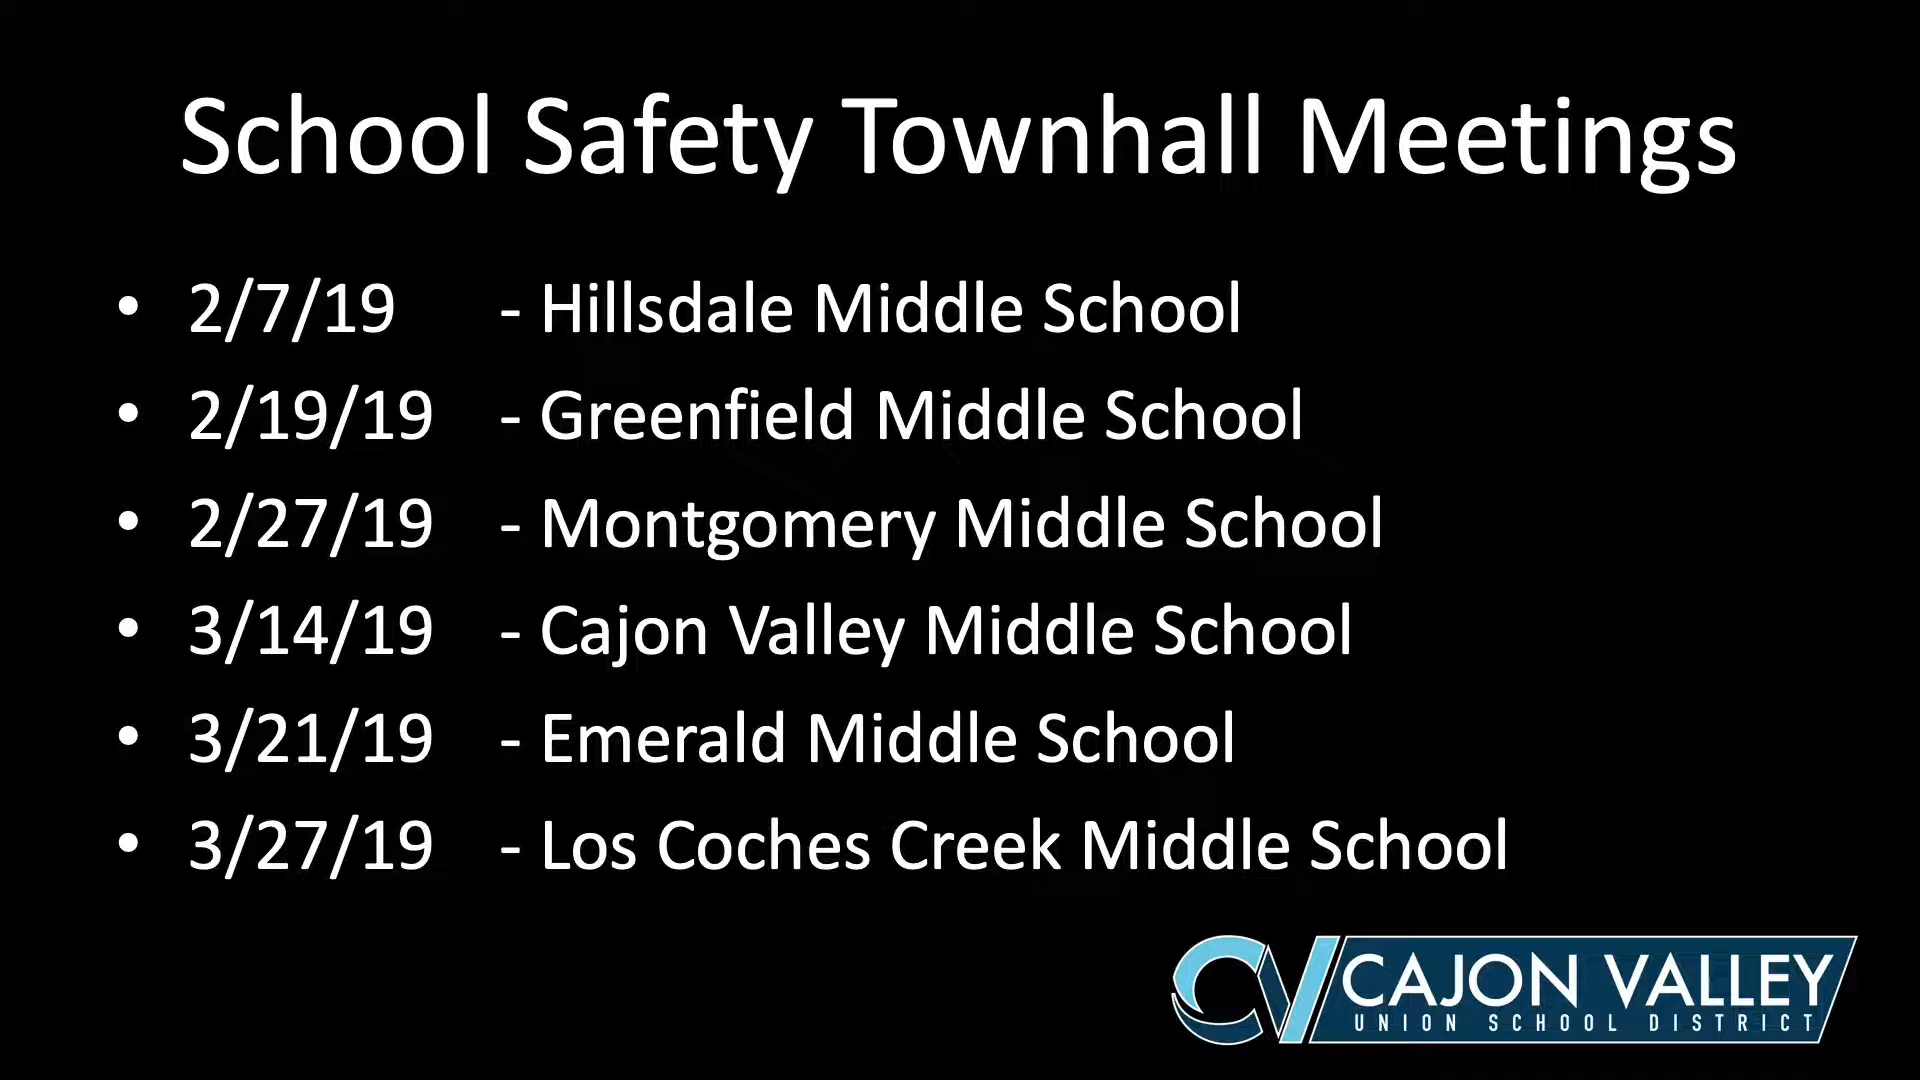 School Safety Townhall Meetings
• 2/7/19 - Hillsdale Middle School
• 2/19/19 - Greenfield Middle School
• 2/27/19 - Montgomery Middle School
• 3/14/19 - Cajon Valley Middle School
• 3/21/19 - Emerald Middle School
• 3/27/19 - Los Coches Creek Middle School
CV CAJON VALLEY
UNION SCHOOL DISTRICT